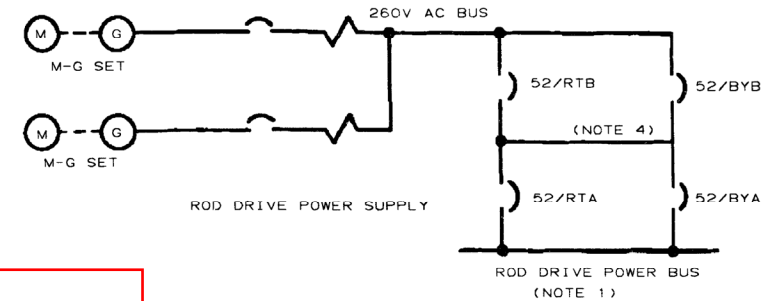 260V AC BUS
M G
M-G SET
52/RTB
52/BYB
(NOTE 4)
M G
M-G SET
ROD DRIVE POWER SUPPLY
52/RTA
52/BYA
ROD DRIVE POWER BUS
(NOTE 1)